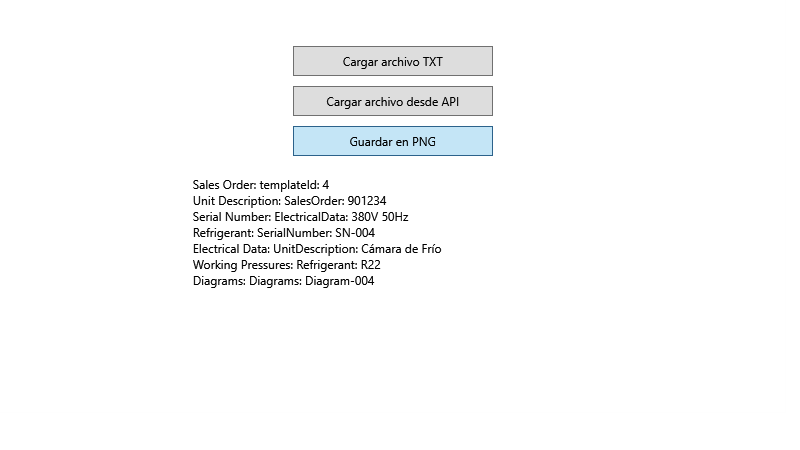 Cargar archivo TXT
Cargar archivo desde API
Guardar en PNG
Sales Order: templateId: 4
Unit Description: SalesOrder: 901234
Serial Number: ElectricalData: 380V 50Hz
Refrigerant: SerialNumber: SN-004
Electrical Data: UnitDescription: Cámara de Frío
Working Pressures: Refrigerant: R22
Diagrams: Diagrams: Diagram-004